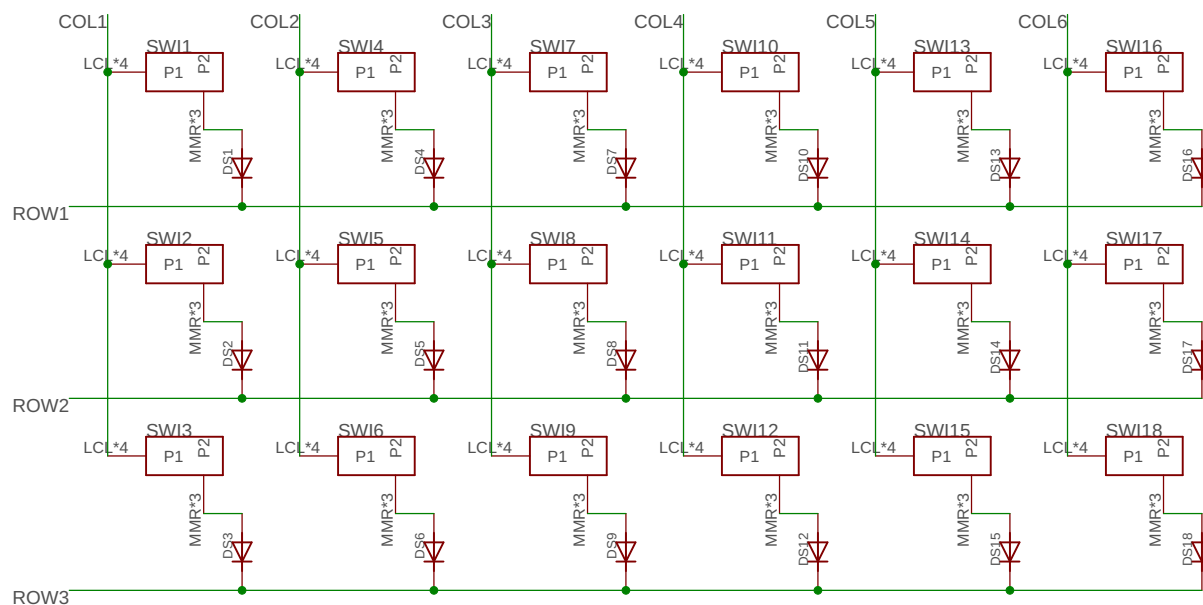 COL1 COL2 COL3 COL4 COL5 COL6
SWI1 SWI4 SWI7 SWI10 SWI13 SWI16
LCL*4 P1 P2 LCL*4 P1 P2 LCL*4 P1 P2 LCL*4 P1 P2 LCL*4 P1 P2 LCL*4 P1 P2
MMR*3 MMR*3 MMR*3 MMR*3 MMR*3 MMR*3
DS1 DS4 DS7 DS10 DS13 DS16
ROW1
SWI2 SWI5 SWI8 SWI11 SWI14 SWI17
LCL*4 P1 P2 LCL*4 P1 P2 LCL*4 P1 P2 LCL*4 P1 P2 LCL*4 P1 P2 LCL*4 P1 P2
MMR*3 MMR*3 MMR*3 MMR*3 MMR*3 MMR*3
DS2 DS5 DS8 DS11 DS14 DS17
ROW2
SWI3 SWI6 SWI9 SWI12 SWI15 SWI18
LCL*4 P1 P2 LCL*4 P1 P2 LCL*4 P1 P2 LCL*4 P1 P2 LCL*4 P1 P2 LCL*4 P1 P2
MMR*3 MMR*3 MMR*3 MMR*3 MMR*3 MMR*3
DS3 DS6 DS9 DS12 DS15 DS18
ROW3